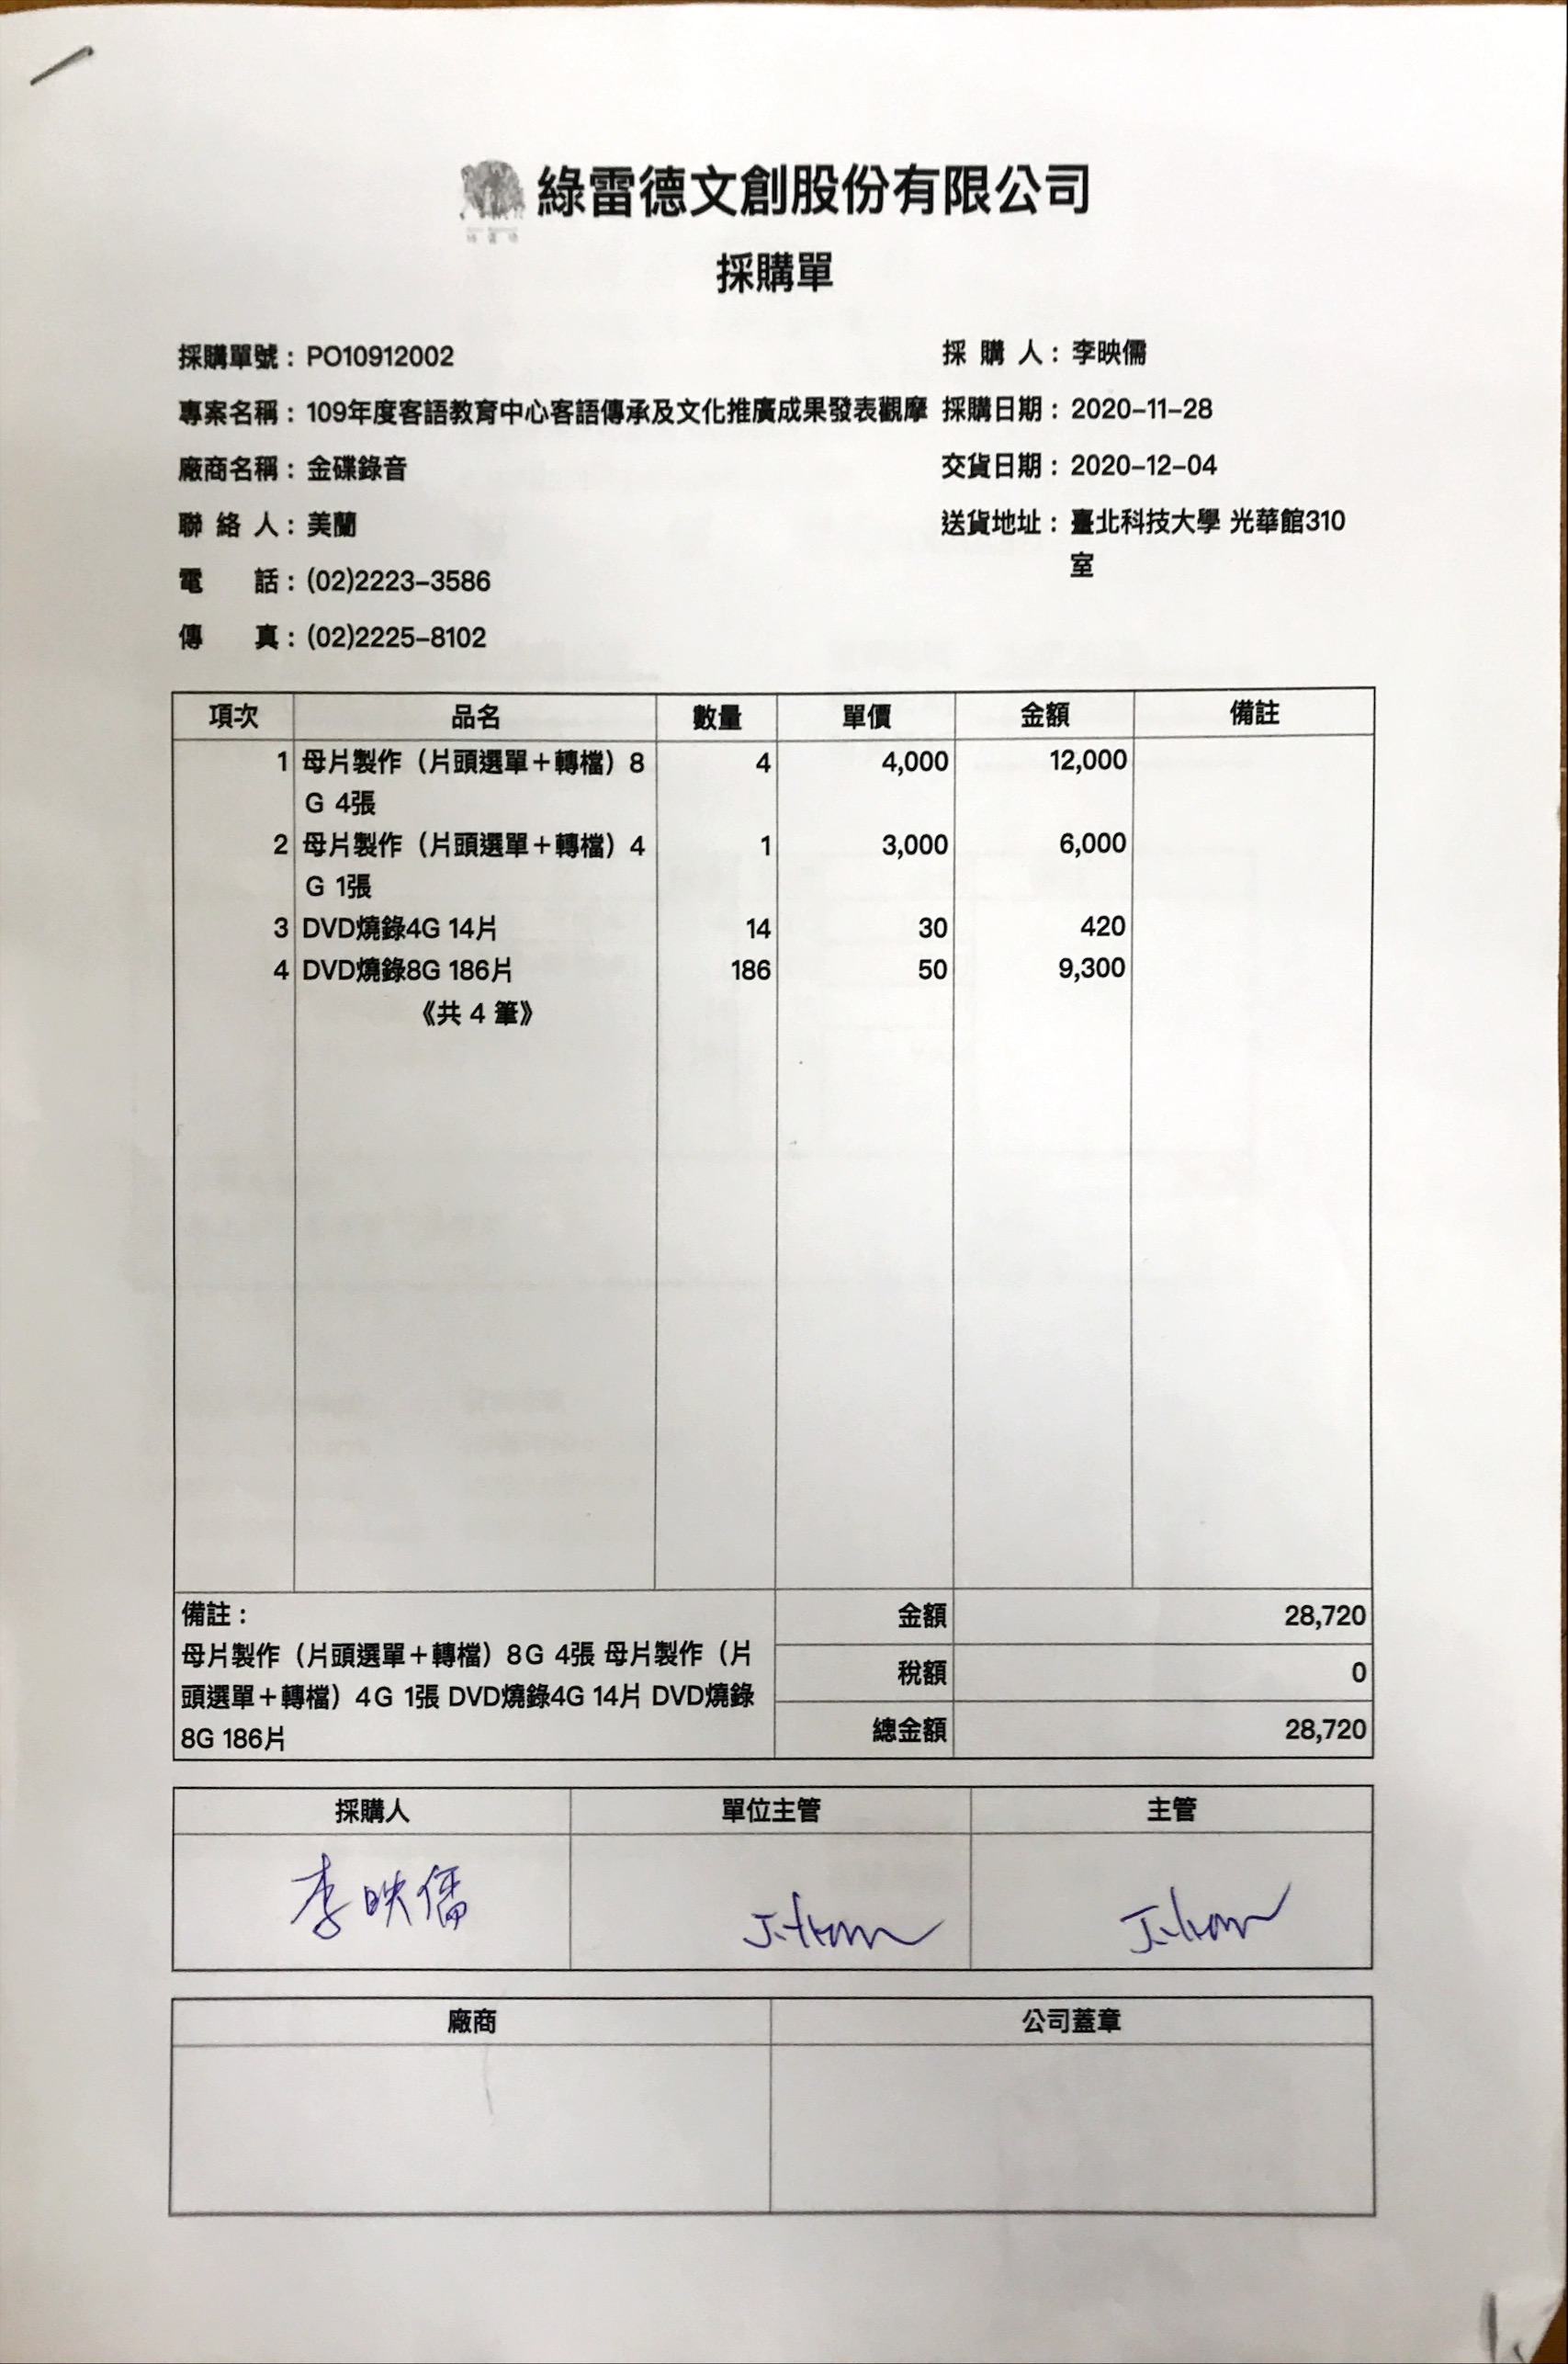 綠雷德文創股份有限公司
採購單
採購單號：PO10912002
採 購 人：李映儒
專案名稱：109年度客語教育中心客語傳承及文化推廣成果發表觀摩
採購日期：2020-11-28
廠商名稱：金碟錄音
交貨日期：2020-12-04
聯 絡 人：美蘭
送貨地址：臺北科技大學 光華館310
室
電 話：(02)2223-3586
傳 真：(02)2225-8102
項次 品名 數量 單價 金額 備註
1 母片製作（片頭選單＋轉檔）8 4 4,000 12,000
G 4張
2 母片製作（片頭選單＋轉檔）4 1 3,000 6,000
G 1張
3 DVD燒錄4G 14片 14 30 420
4 DVD燒錄8G 186片 186 50 9,300
《共 4 筆》
備註：
母片製作（片頭選單＋轉檔）8G 4張 母片製作（片
頭選單＋轉檔）4G 1張 DVD燒錄4G 14片 DVD燒錄
8G 186片
金額 28,720
稅額 0
總金額 28,720
採購人 單位主管 主管
李映儒
廠商 公司蓋章